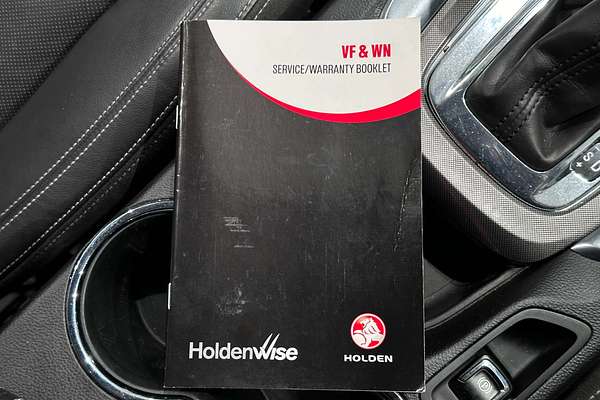 VF & WN
SERVICE/WARRANTY BOOKLET
HoldenWise
HOLDEN
D
S
+